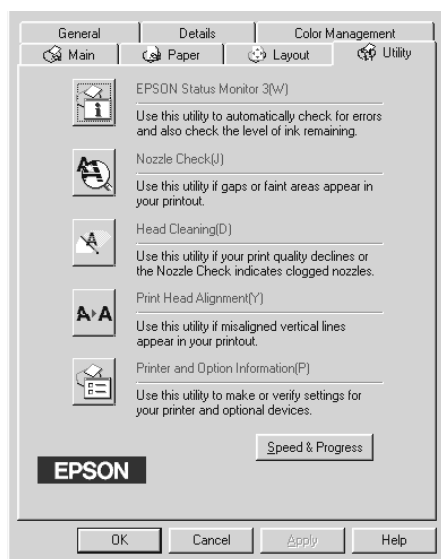 General Details Color Management
Main Paper Layout Utility
EPSON Status Monitor 3(W)
Use this utility to automatically check for errors
and also check the level of ink remaining.
Nozzle Check(J)
Use this utility if gaps or faint areas appear in
your printout.
Head Cleaning(D)
Use this utility if your print quality declines or
the Nozzle Check indicates clogged nozzles.
Print Head Alignment(Y)
Use this utility if misaligned vertical lines
appear in your printout.
Printer and Option Information(P)
Use this utility to make or verify settings for
your printer and optional devices.
Speed & Progress
EPSON
OK Cancel Apply Help